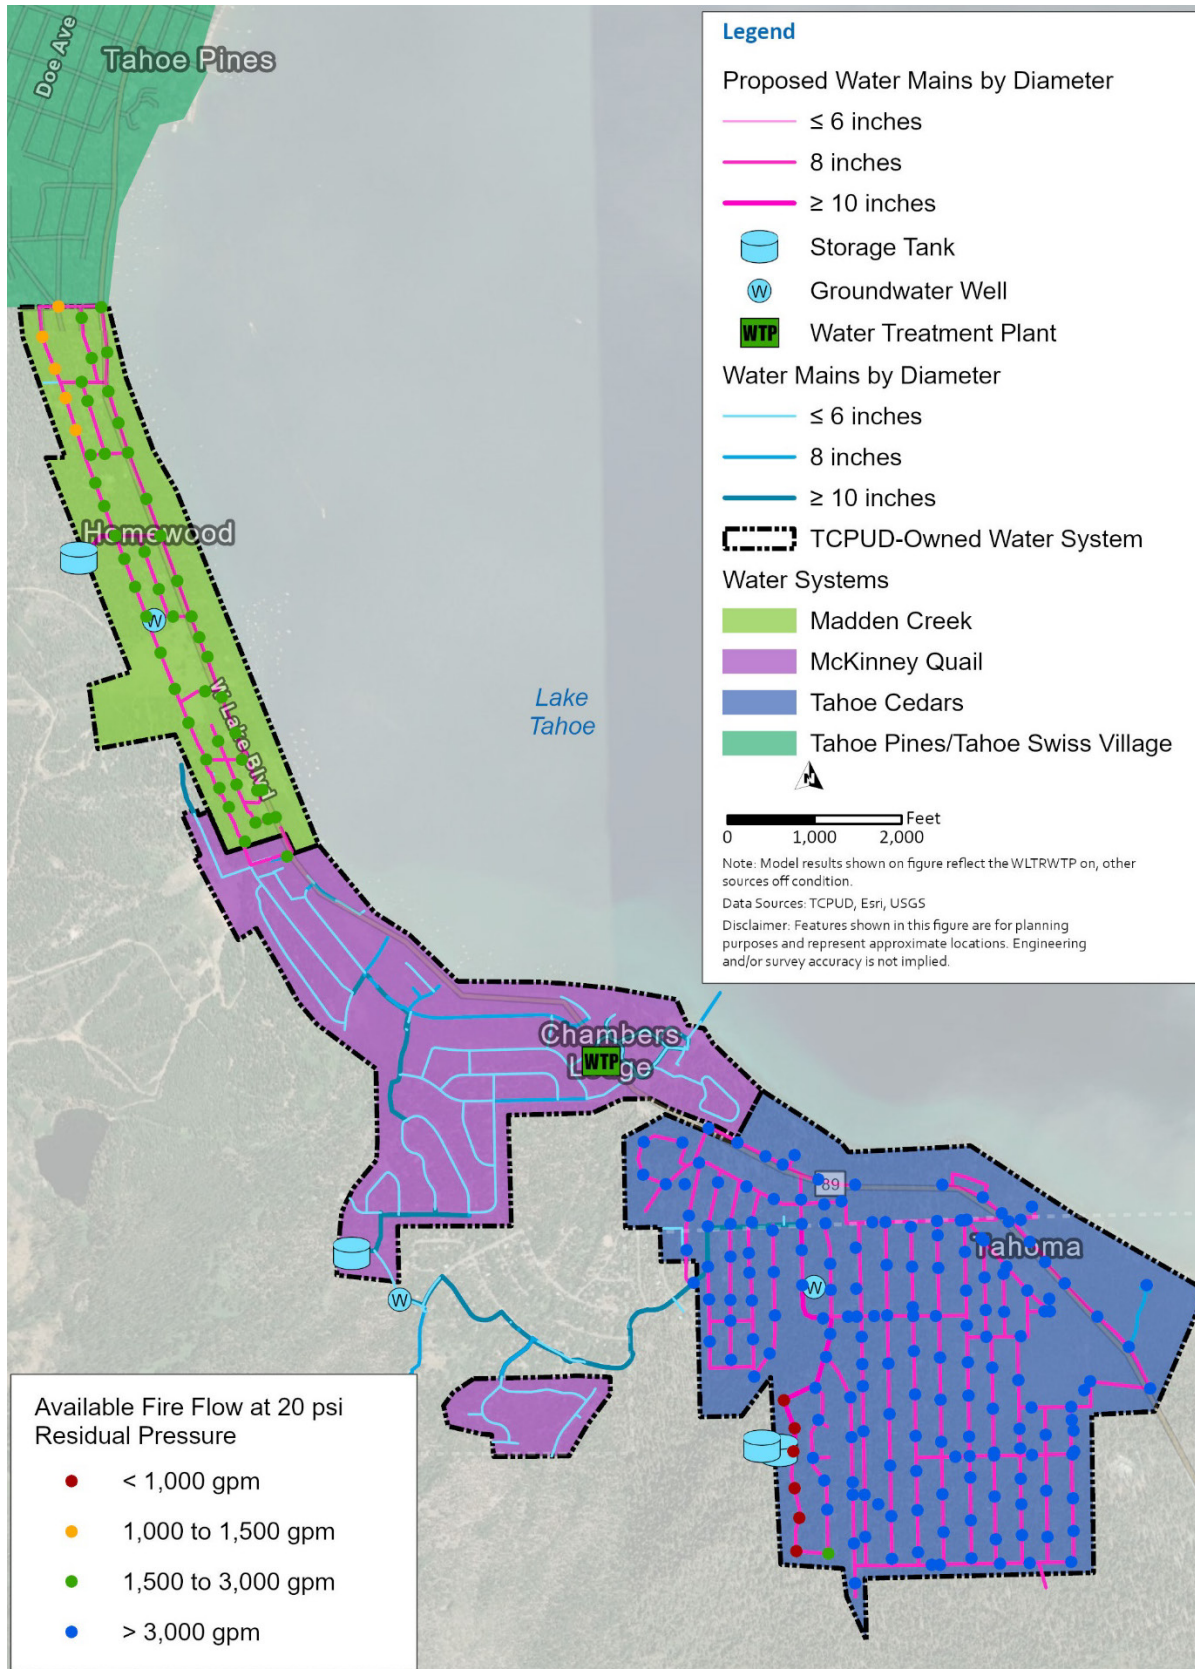 Doe Ave
Tahoe Pines
Homewood
W
W Lake Blvd
Lake
Tahoe
Chambers
Lodge
WTP
89
Tahoma
W
W
Legend
Proposed Water Mains by Diameter
≤ 6 inches
8 inches
≥ 10 inches
Storage Tank
W
Groundwater Well
WTP
Water Treatment Plant
Water Mains by Diameter
≤ 6 inches
8 inches
≥ 10 inches
TCPUD-Owned Water System
Water Systems
Madden Creek
McKinney Quail
Tahoe Cedars
Tahoe Pines/Tahoe Swiss Village
N
Feet
0 1,000 2,000
Note: Model results shown on figure reflect the WLTRWTP on, other
sources off condition.
Data Sources: TCPUD, Esri, USGS
Disclaimer: Features shown in this figure are for planning
purposes and represent approximate locations. Engineering
and/or survey accuracy is not implied.
Available Fire Flow at 20 psi
Residual Pressure
< 1,000 gpm
1,000 to 1,500 gpm
1,500 to 3,000 gpm
> 3,000 gpm